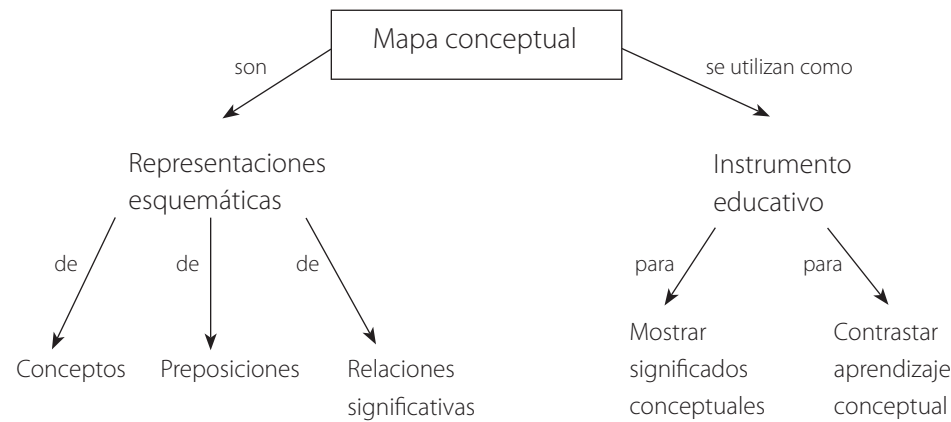 Mapa conceptual
son
se utilizan como
Representaciones
esquemáticas
Instrumento
educativo
de
de
de
para
para
Conceptos
Preposiciones
Relaciones
significativas
Mostrar
significados
conceptuales
Contrastar
aprendizaje
conceptual